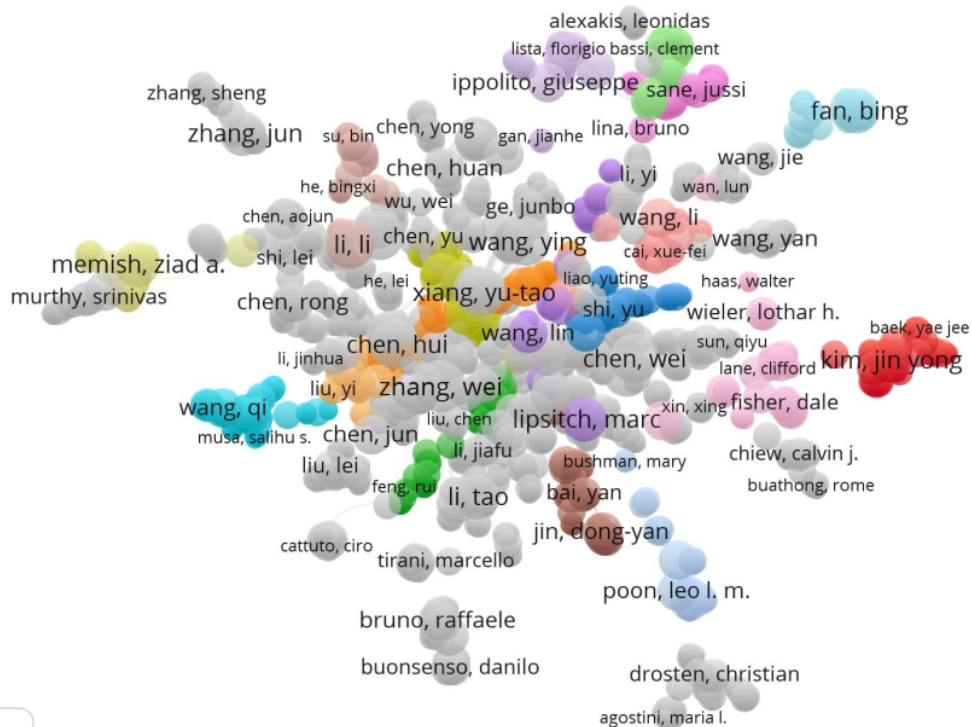 alexakis, leonidas
lista, florigio bassi, clement
ippolito, giuseppe
sane, jussi
zhang, sheng
fan, bing
zhang, jun
su, bin
chen, yong
gan, jianhe
lina, bruno
chen, huan
li, yi
wang, jie
he, bingxi
wu, wei
wan, lun
chen, aojun
ge, junbo
wang, li
li, li
chen, yu
wang, ying
wang, yan
shi, lei
cai, xue-fei
memish, ziad a.
he, lei
liao, yuting
haas, walter
murthy, srinivas
chen, rong
xiang, yu-tao
shi, yu
wieler, lothar h.
wang, lin
baek, yae jee
chen, hui
sun, qiyu
li, jinhua
chen, wei
lane, clifford
kim, jin yong
liu, yi
zhang, wei
wang, qi
xin, xing
fisher, dale
liu, chen
lipsitch, marc
musa, salihu s.
chen, jun
li, jiafu
chiew, calvin j.
liu, lei
bushman, mary
feng, rui
buathong, rome
li, tao
bai, yan
jin, dong-yan
cattuto, ciro
tirani, marcello
poon, leo l. m.
bruno, raffaele
buonsenso, danilo
drosten, christian
agostini, maria l.